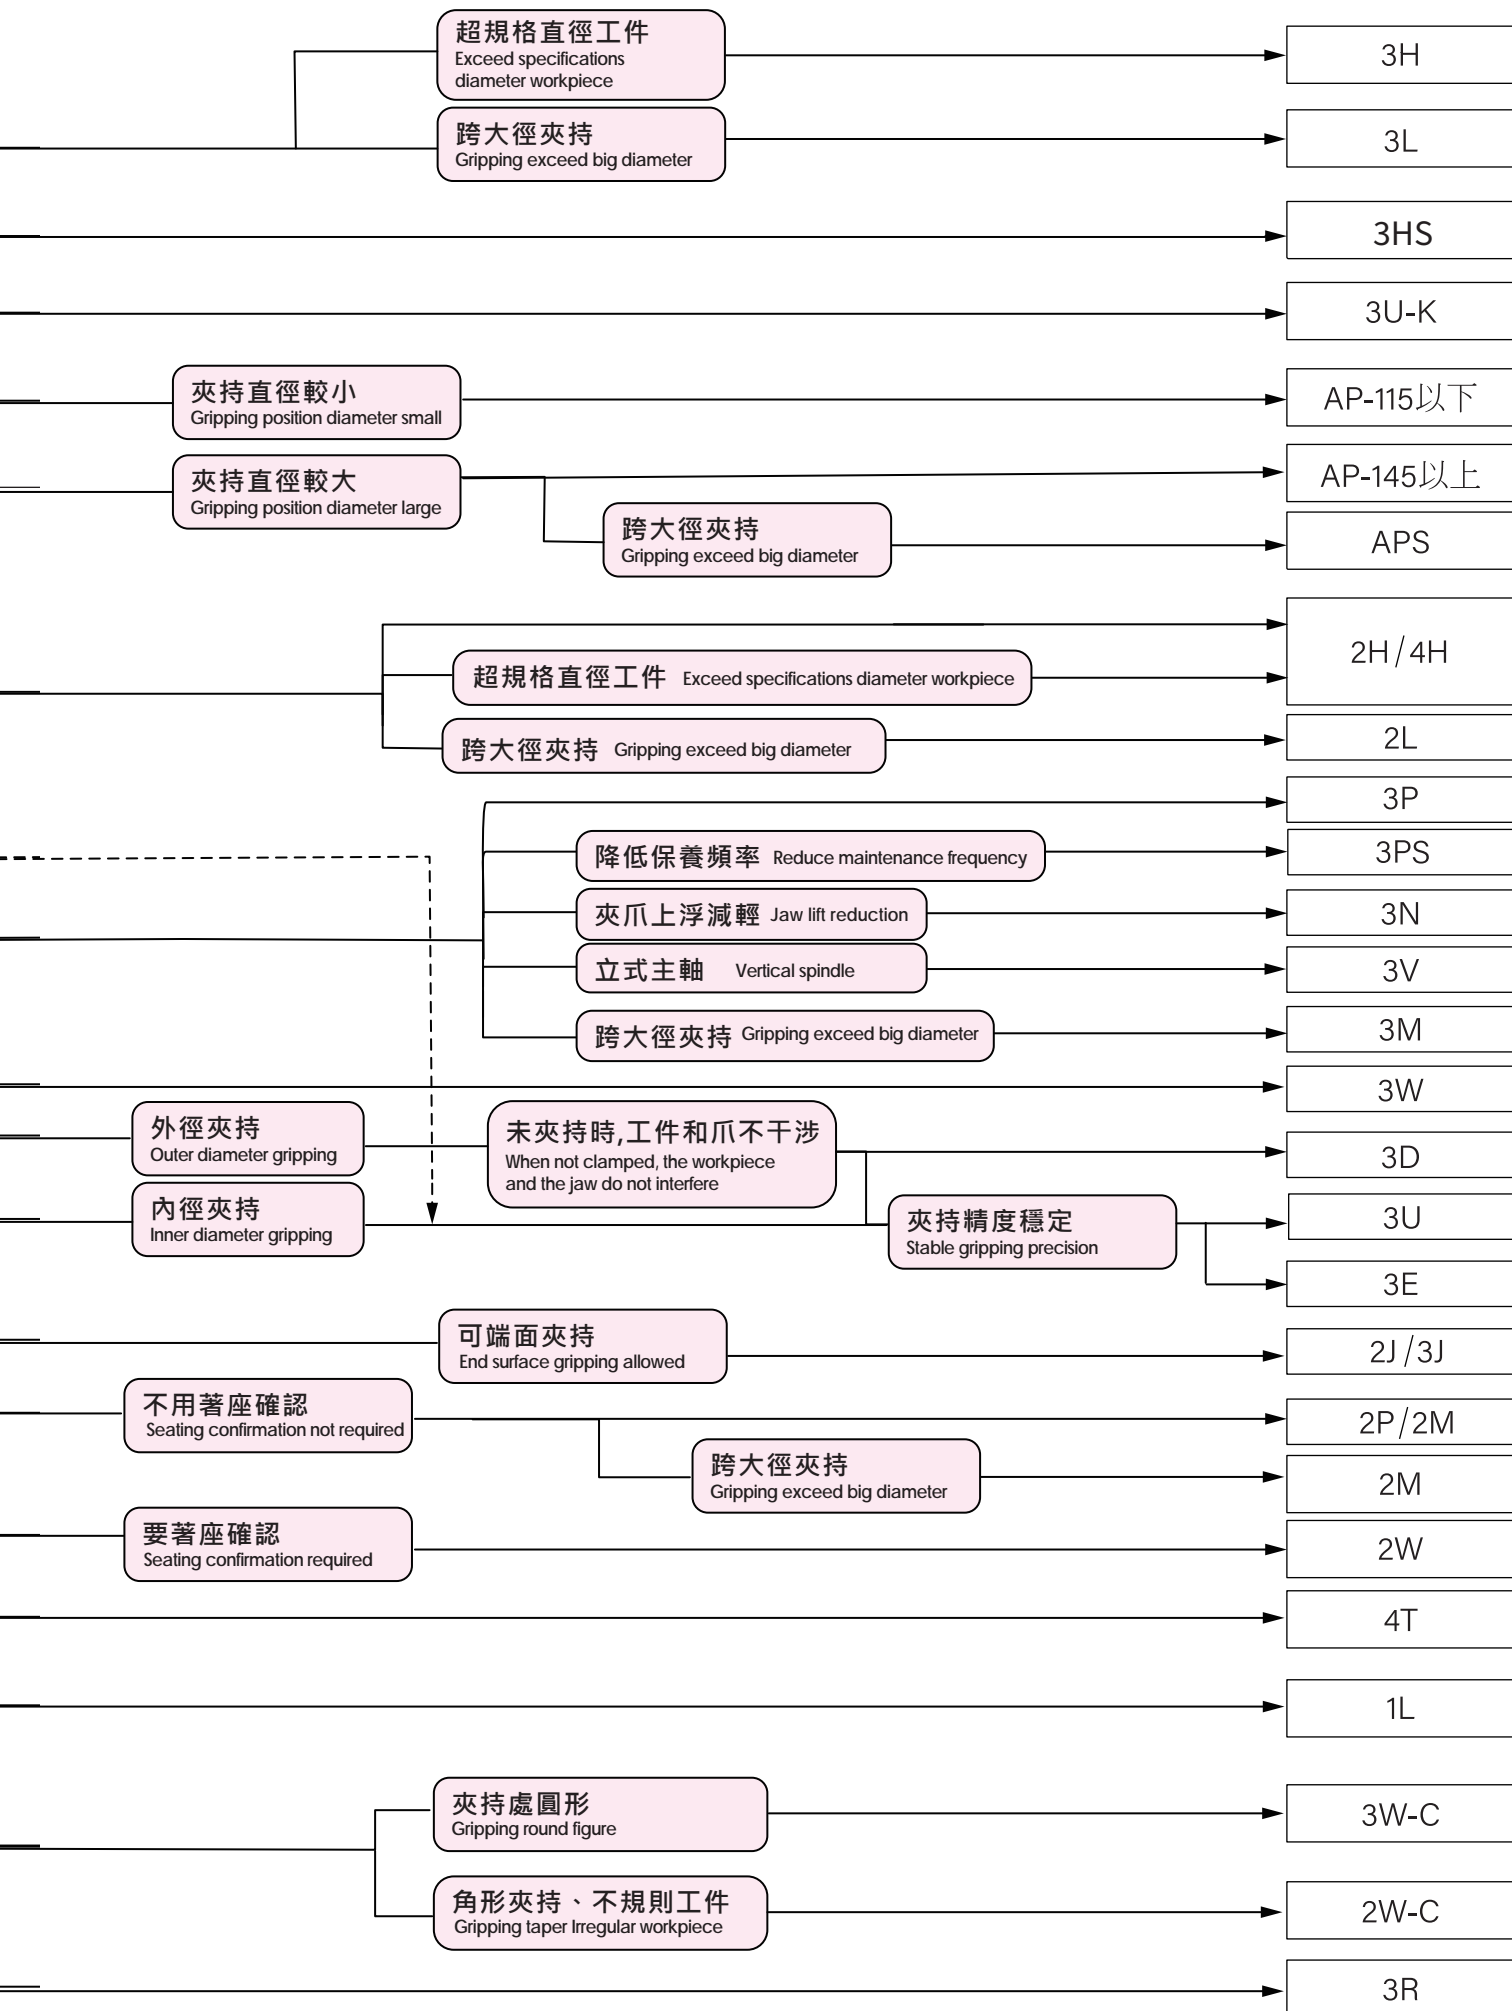 超規格直徑工件
Exceed specifications
diameter workpiece
3H
跨大徑夾持
Gripping exceed big diameter
3L
3HS
3U-K
夾持直徑較小
Gripping position diameter small
AP-115以下
夾持直徑較大
Gripping position diameter large
AP-145以上
跨大徑夾持
Gripping exceed big diameter
APS
2H/4H
超規格直徑工件 Exceed specifications diameter workpiece
跨大徑夾持 Gripping exceed big diameter
2L
3P
降低保養頻率 Reduce maintenance frequency
3PS
夾爪上浮減輕 Jaw lift reduction
3N
立式主軸 Vertical spindle
3V
跨大徑夾持 Gripping exceed big diameter
3M
3W
外徑夾持
Outer diameter gripping
未夾持時,工件和爪不干涉
When not clamped, the workpiece
and the jaw do not interfere
3D
內徑夾持
Inner diameter gripping
夾持精度穩定
Stable gripping precision
3U
3E
可端面夾持
End surface gripping allowed
2J/3J
不用著座確認
Seating confirmation not required
2P/2M
跨大徑夾持
Gripping exceed big diameter
2M
要著座確認
Seating confirmation required
2W
4T
1L
夾持處圓形
Gripping round figure
3W-C
角形夾持、不規則工件
Gripping taper Irregular workpiece
2W-C
3R